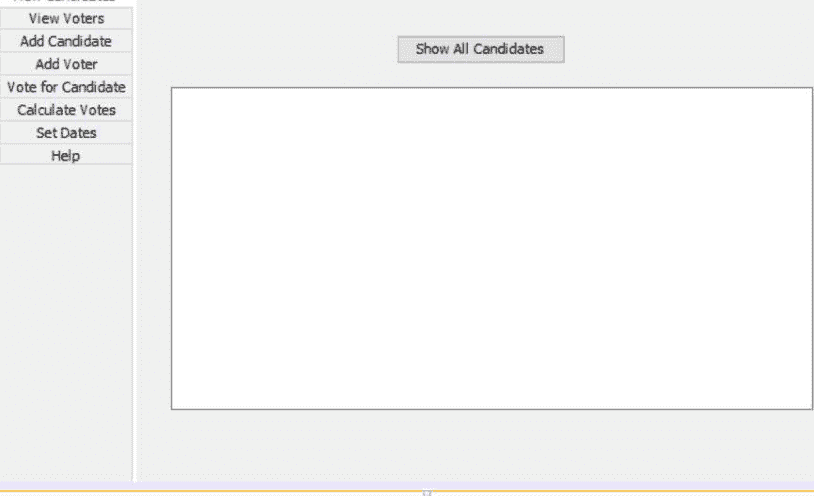 View Voters
Add Candidate
Add Voter
Vote for Candidate
Calculate Votes
Set Dates
Help
Show All Candidates